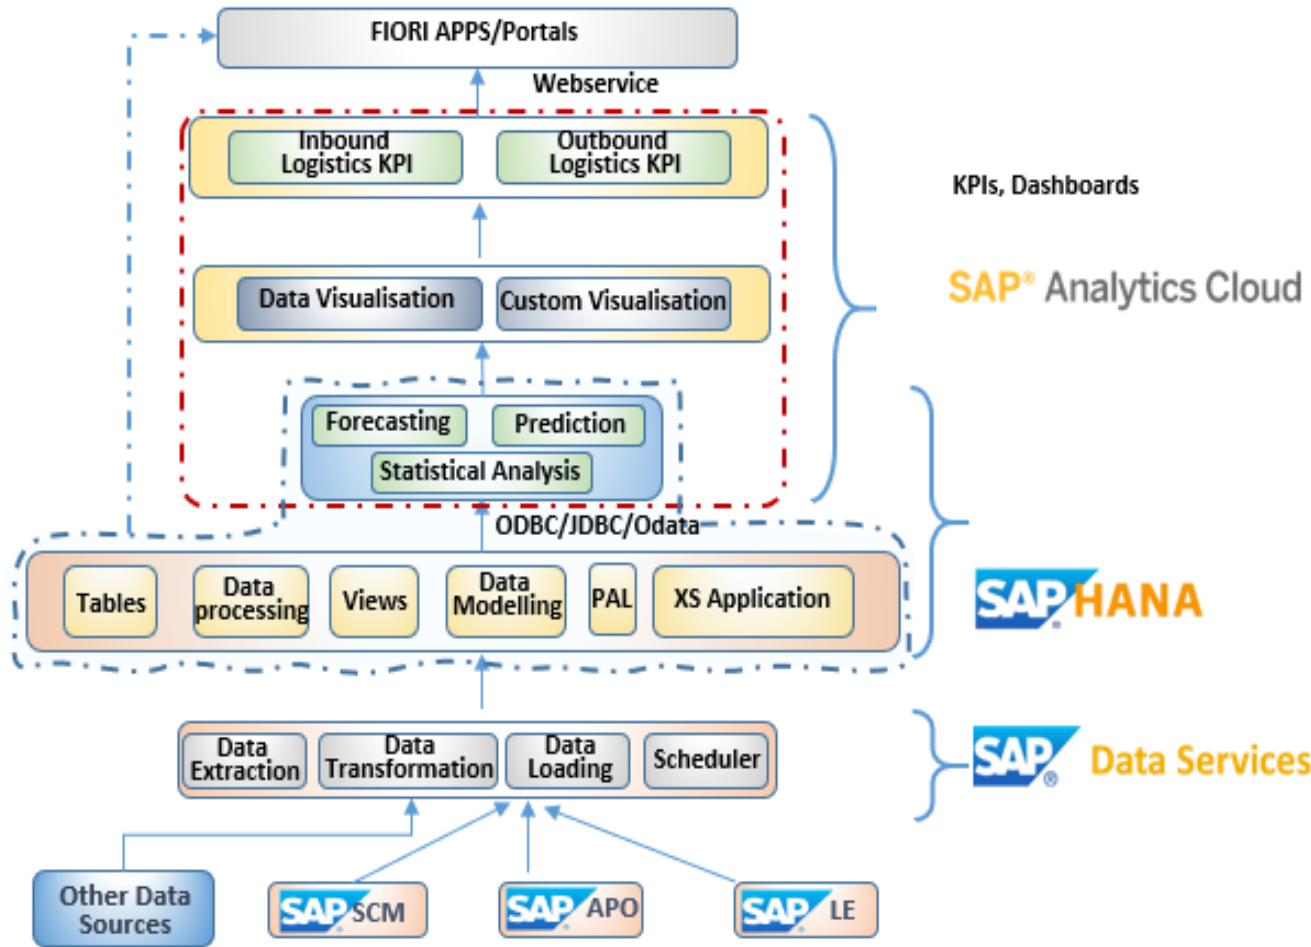 FIORI APPS/Portals
Webservice
Inbound
Logistics KPI
Outbound
Logistics KPI
KPIs, Dashboards
SAP® Analytics Cloud
Data Visualisation
Custom Visualisation
Forecasting
Prediction
Statistical Analysis
ODBC/JDBC/Odata
Tables
Data
processing
Views
Data
Modelling
PAL
XS Application
SAP® HANA
Data
Extraction
Data
Transformation
Data
Loading
Scheduler
SAP® Data Services
Other Data
Sources
SAP® SCM
SAP® APO
SAP® LE